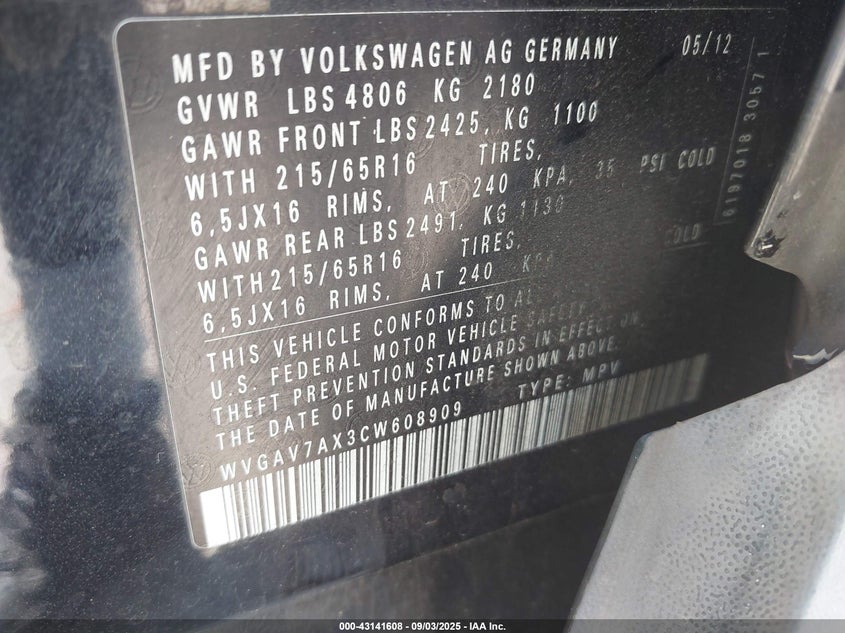 MFD BY VOLKSWAGEN AG GERMANY 05/12
GVWR LBS 4806 KG 2180
GAWR FRONT LBS 2425, KG 1100
WITH 215/65R16 TIRES,
6,5JX16 RIMS, AT 240 KPA, 35 PSI COLD
GAWR REAR LBS 2491, KG 1130
WITH 215/65R16 TIRES,
6,5JX16 RIMS, AT 240 KPA COLD
THIS VEHICLE CONFORMS TO
U.S. FEDERAL MOTOR VEHICLE SAFETY,
THEFT PREVENTION STANDARDS IN EFFECT ON
THE DATE OF MANUFACTURE SHOWN ABOVE.
WVGAV7AX3CW608909 TYPE: MPV
6197018 3057 1
000-43141608 - 09/03/2025 - IAA Inc.